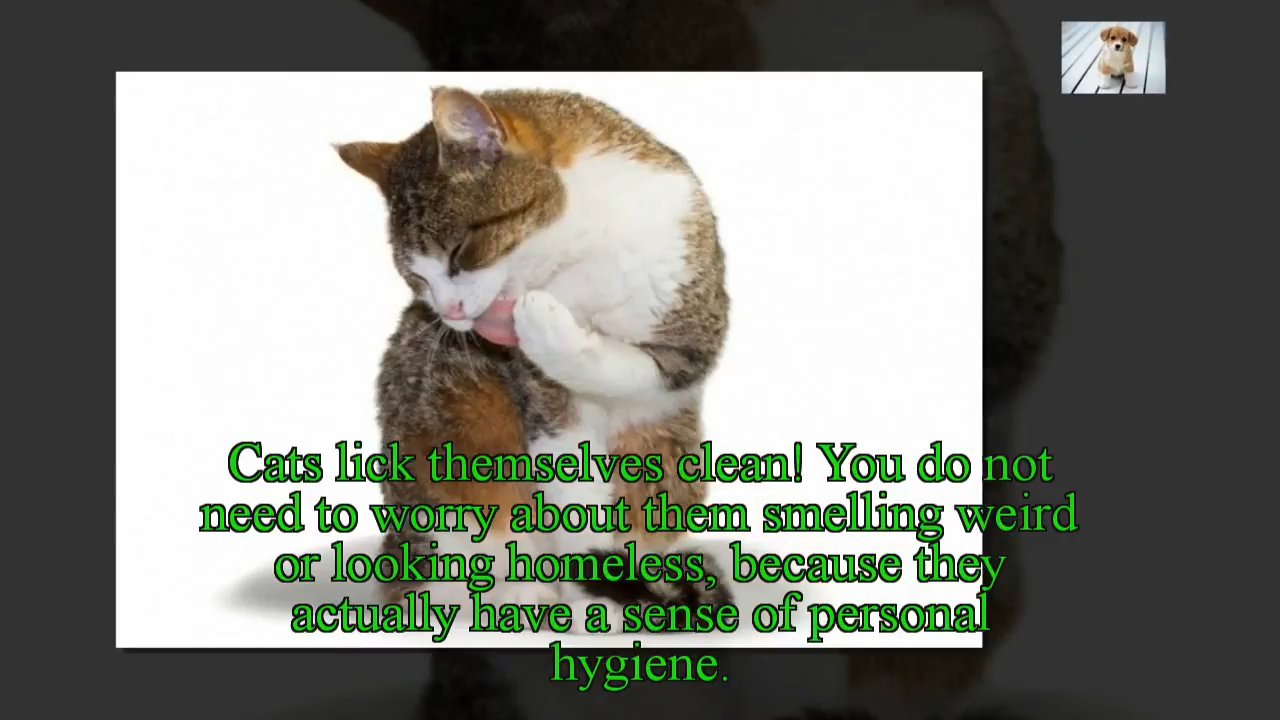 Cats lick themselves clean! You do not
need to worry about them smelling weird
or looking homeless, because they
actually have a sense of personal
hygiene.